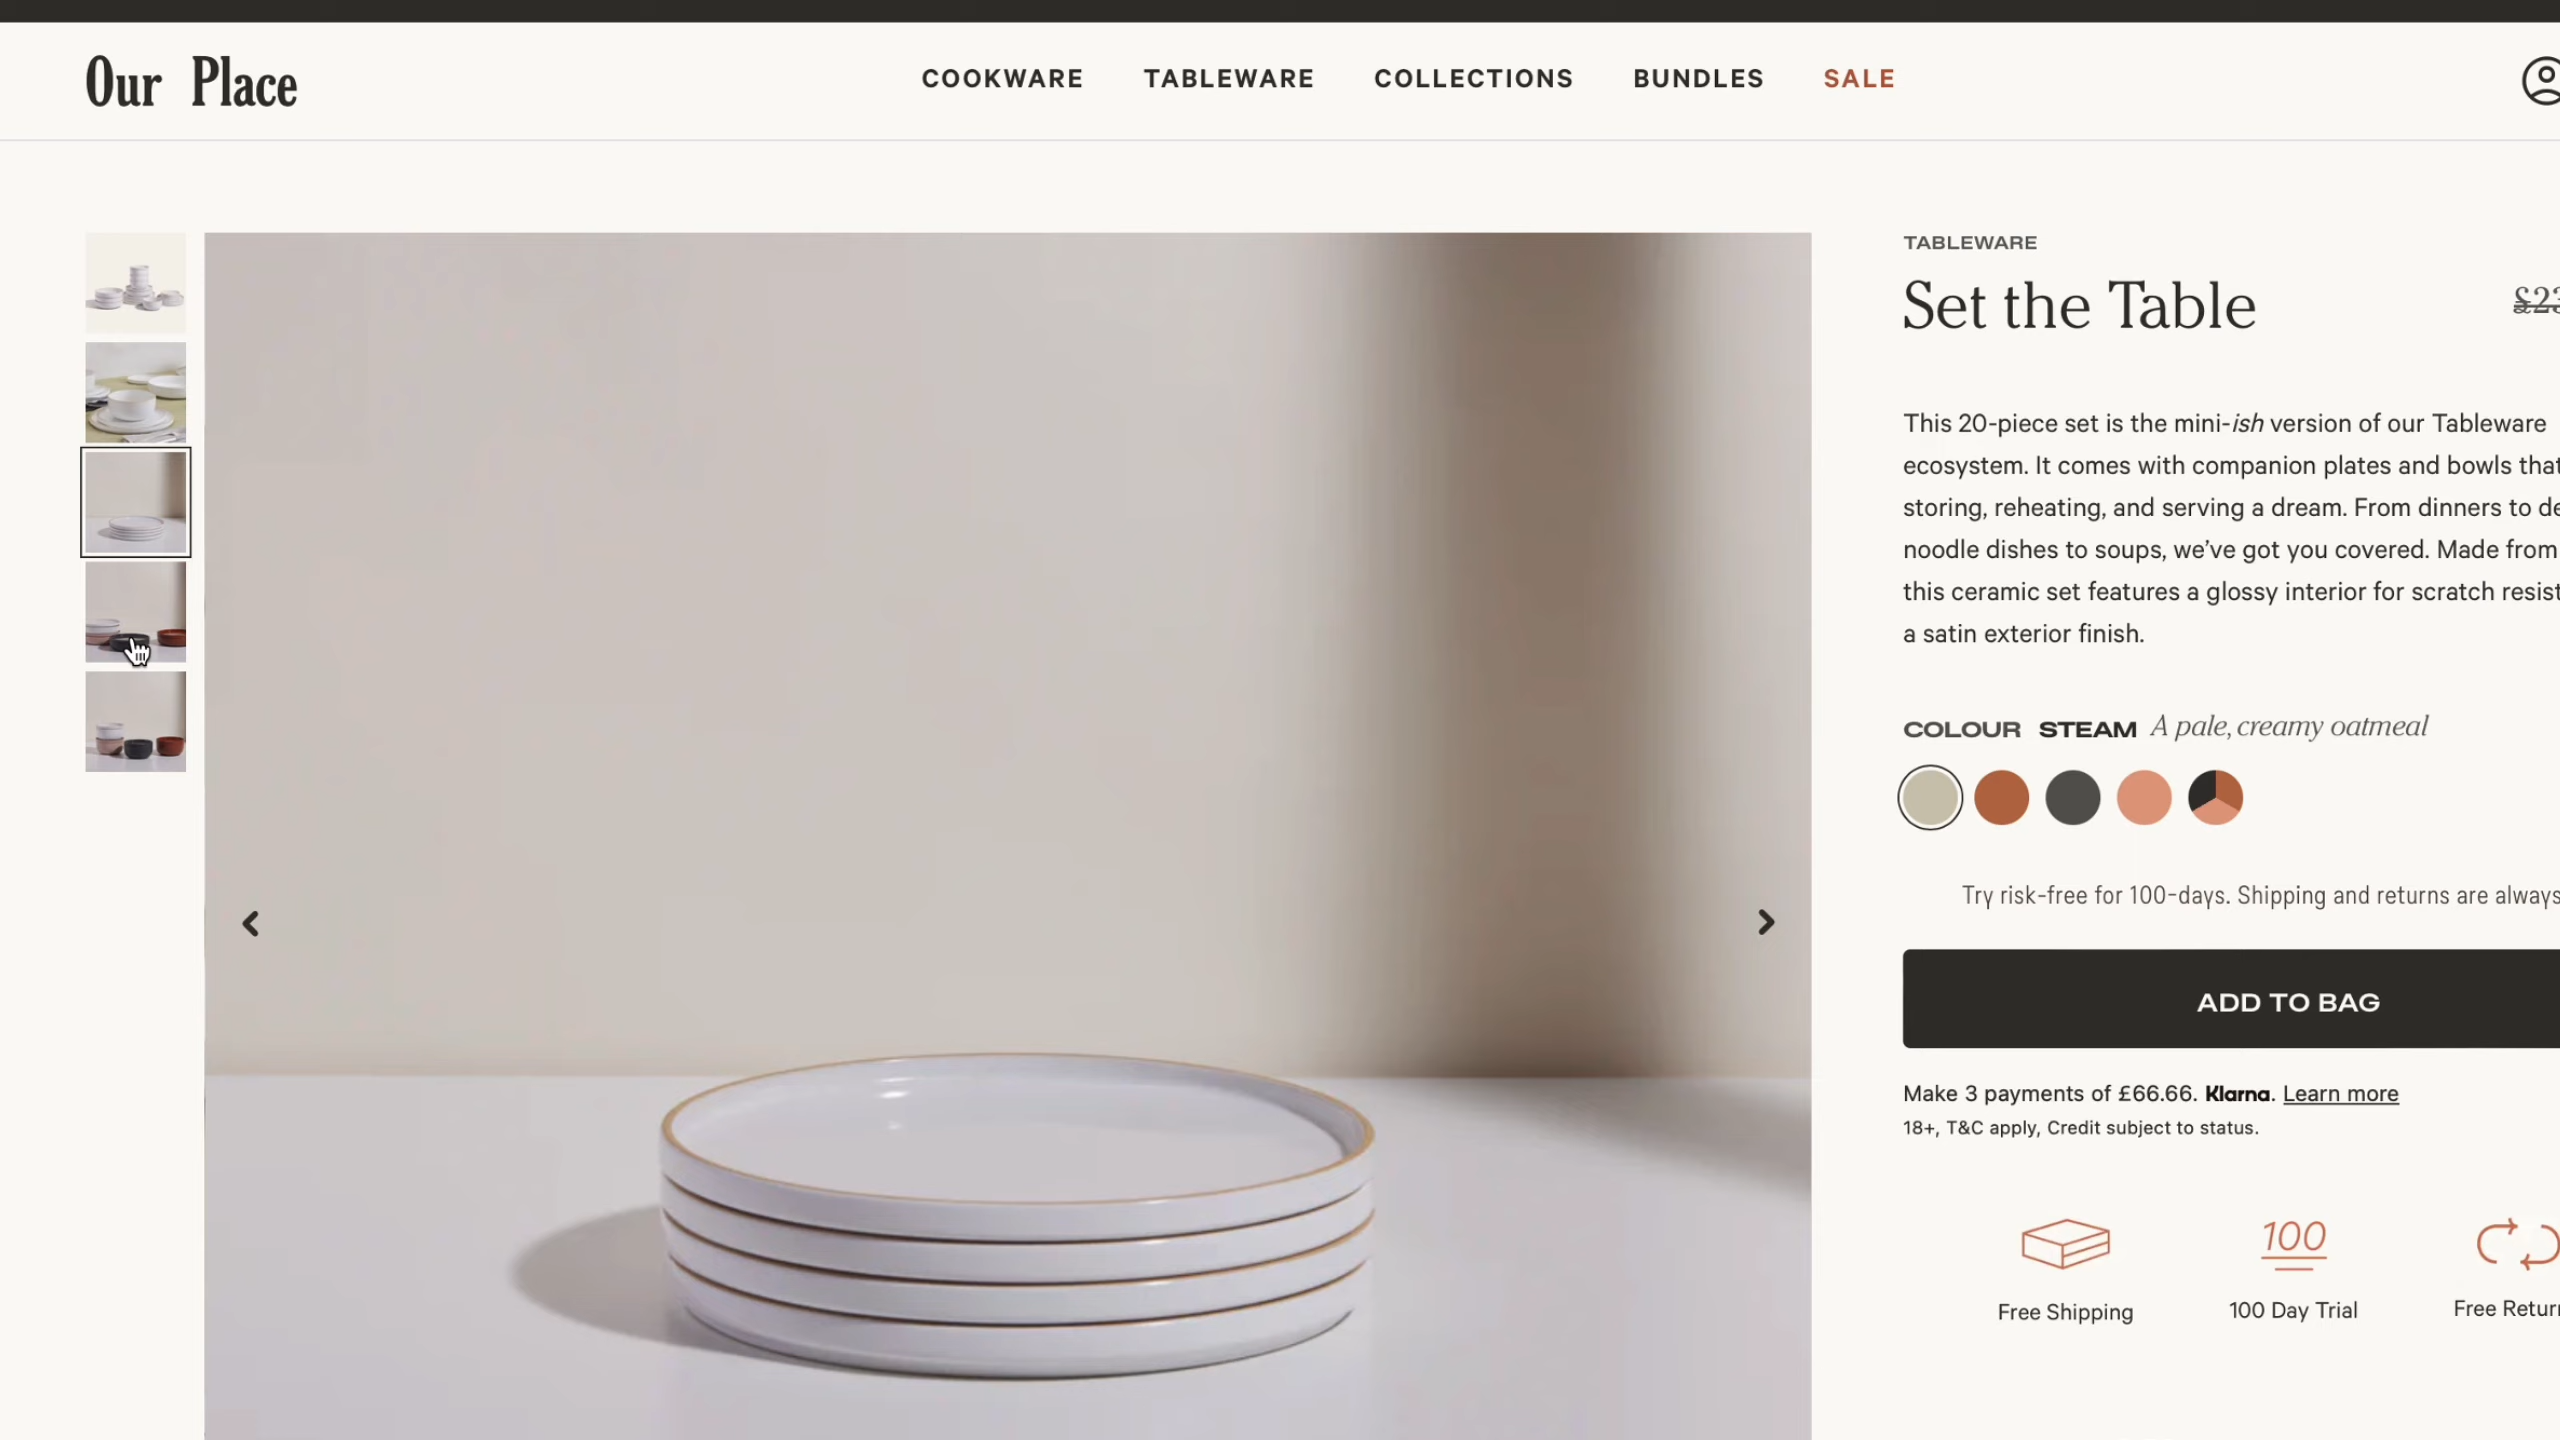 Our Place
COOKWARE TABLEWARE COLLECTIONS BUNDLES SALE
TABLEWARE
Set the Table
This 20-piece set is the mini-ish version of our Tableware
ecosystem. It comes with companion plates and bowls that
storing, reheating, and serving a dream. From dinners to
noodle dishes to soups, we’ve got you covered. Made from
this ceramic set features a glossy interior for scratch
a satin exterior finish.
COLOUR STEAM A pale, creamy oatmeal
Try risk-free for 100-days. Shipping and returns are always
ADD TO BAG
Make 3 payments of £66.66. Klarna. Learn more
18+, T&C apply, Credit subject to status.
100
Free Shipping
100 Day Trial
Free